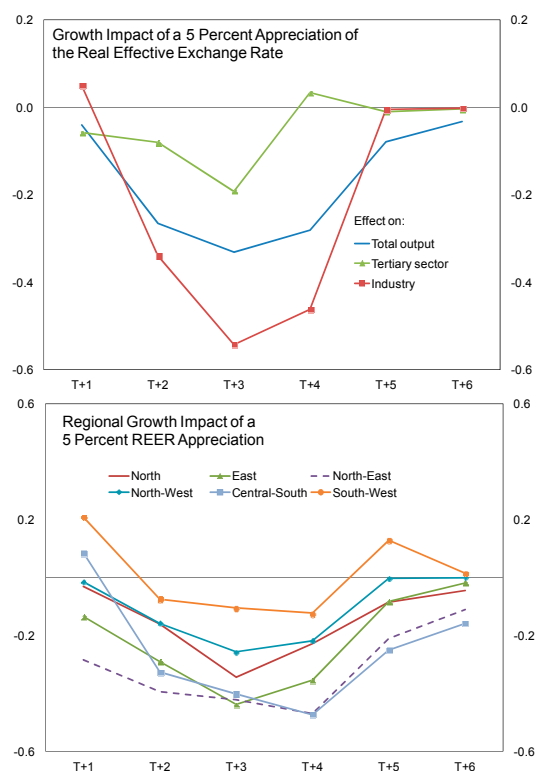 Growth Impact of a 5 Percent Appreciation of
the Real Effective Exchange Rate
0.2 0.2
0.0 0.0
-0.2 -0.2
Effect on:
Total output
Tertiary sector
Industry
-0.4 -0.4
-0.6 -0.6
T+1 T+2 T+3 T+4 T+5 T+6
0.6 0.6
Regional Growth Impact of a
5 Percent REER Appreciation
North East North-East
North-West Central-South South-West
0.2 0.2
-0.2 -0.2
-0.6 -0.6
T+1 T+2 T+3 T+4 T+5 T+6